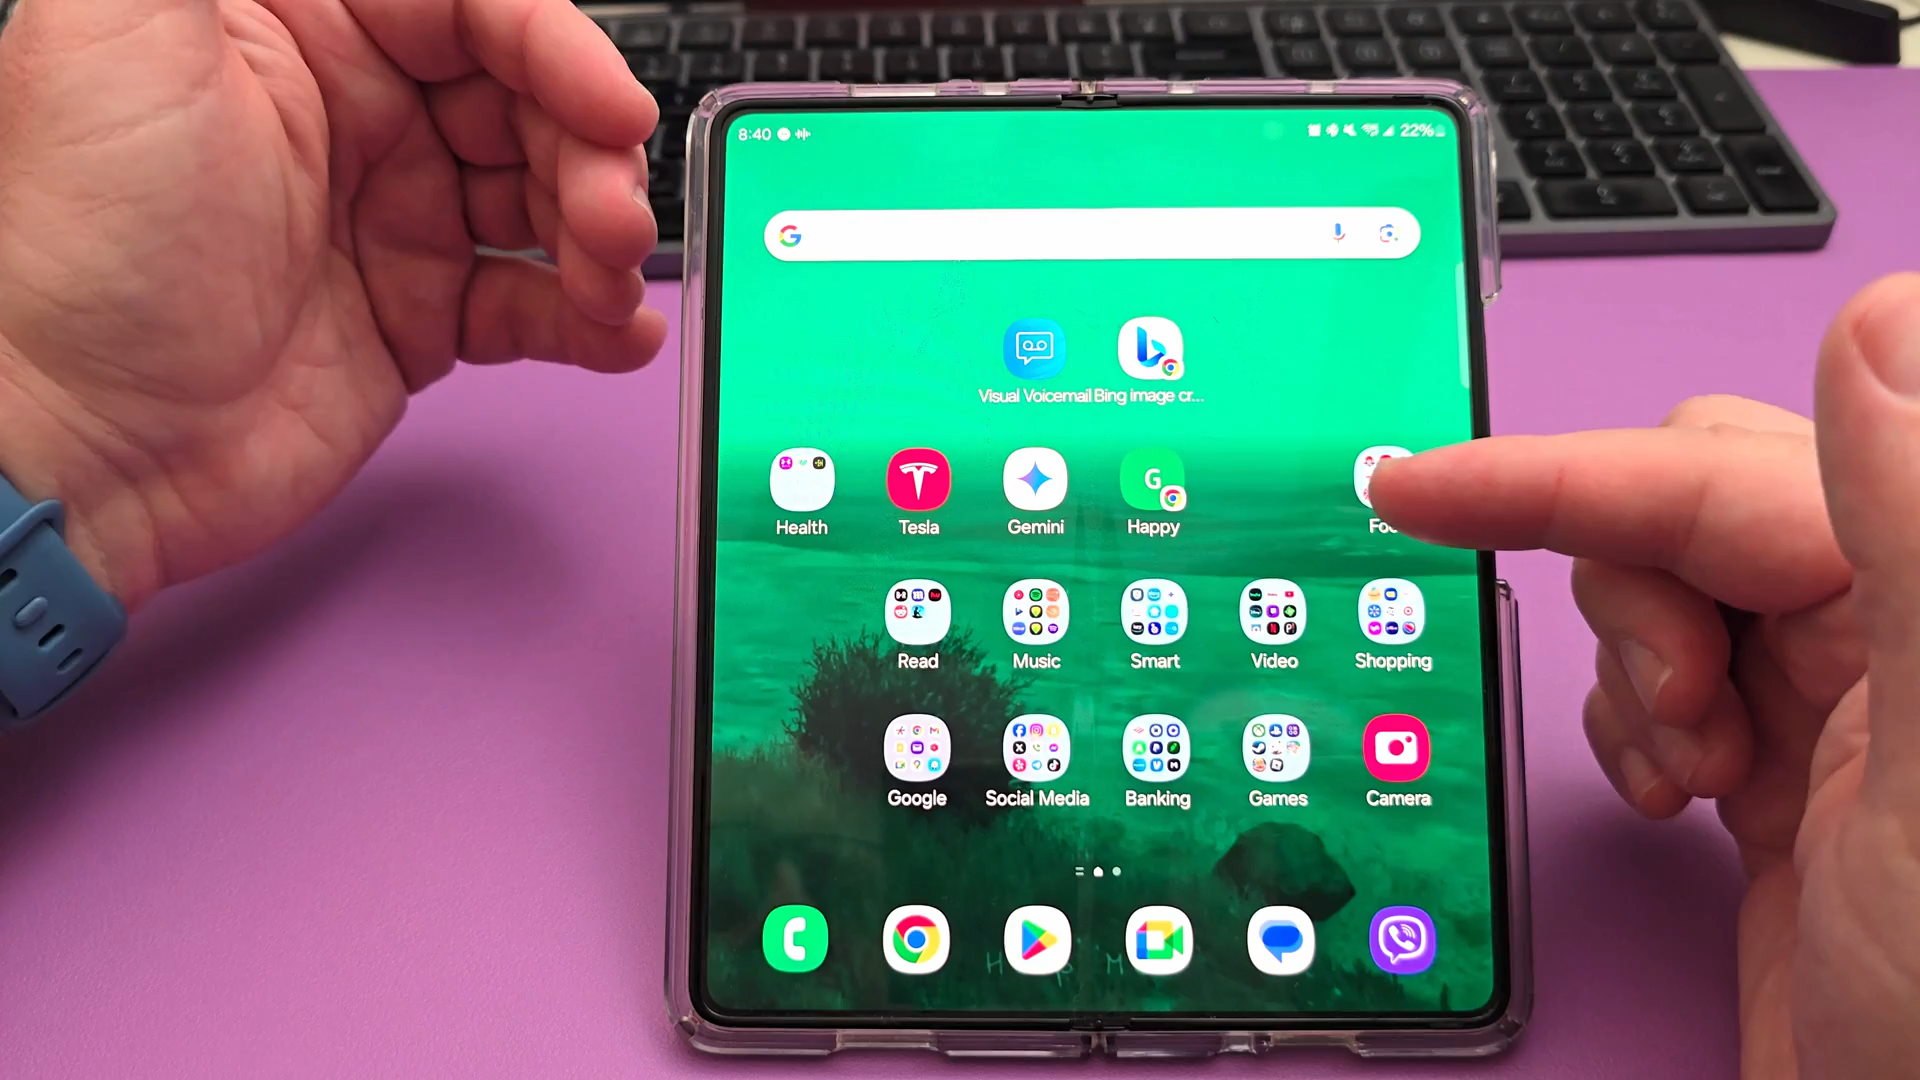 8:40
22%
Visual Voicemail Bing image cr...
Health Tesla Gemini Happy
Read Music Smart Video Shopping
Google Social Media Banking Games Camera